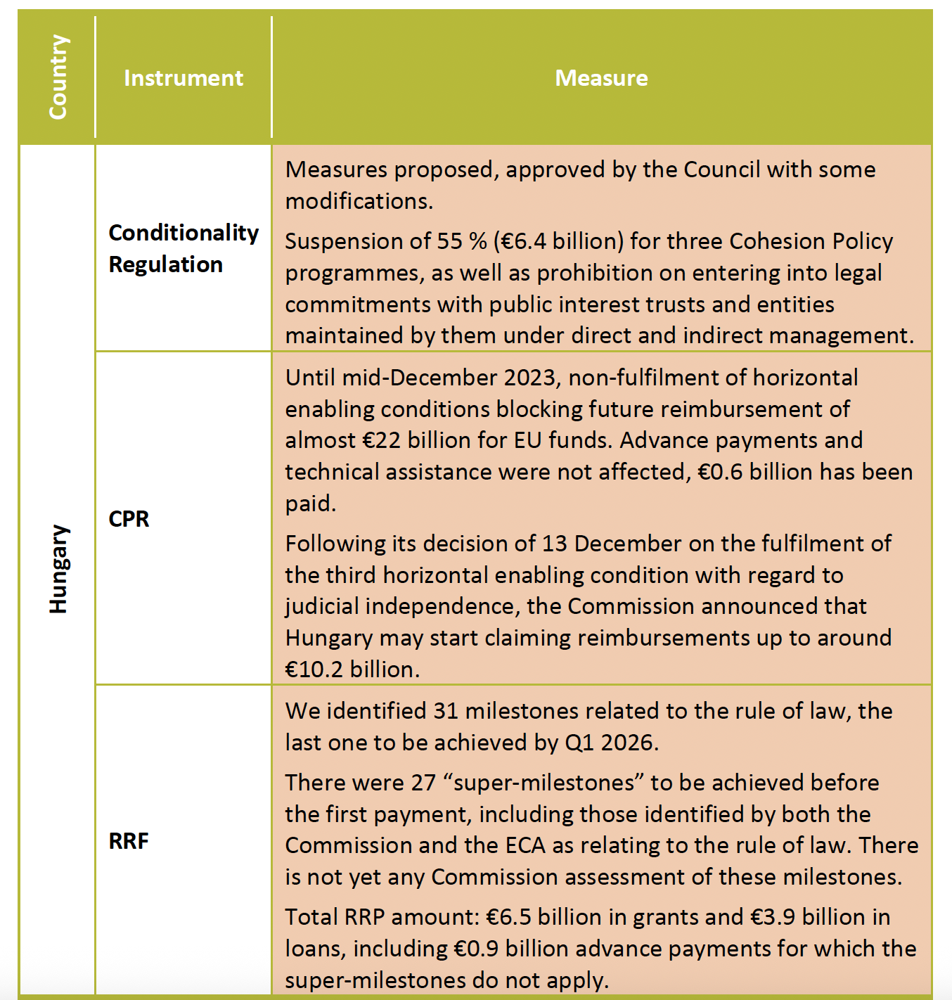 Country
Instrument
Measure
Hungary
Conditionality
Regulation
Measures proposed, approved by the Council with some
modifications.
Suspension of 55 % (€6.4 billion) for three Cohesion Policy
programmes, as well as prohibition on entering into legal
commitments with public interest trusts and entities
maintained by them under direct and indirect management.
CPR
Until mid-December 2023, non-fulfilment of horizontal
enabling conditions blocking future reimbursement of
almost €22 billion for EU funds. Advance payments and
technical assistance were not affected, €0.6 billion has been
paid.
Following its decision of 13 December on the fulfilment of
the third horizontal enabling condition with regard to
judicial independence, the Commission announced that
Hungary may start claiming reimbursements up to around
€10.2 billion.
RRF
We identified 31 milestones related to the rule of law, the
last one to be achieved by Q1 2026.
There were 27 “super-milestones” to be achieved before
the first payment, including those identified by both the
Commission and the ECA as relating to the rule of law. There
is not yet any Commission assessment of these milestones.
Total RRP amount: €6.5 billion in grants and €3.9 billion in
loans, including €0.9 billion advance payments for which the
super-milestones do not apply.